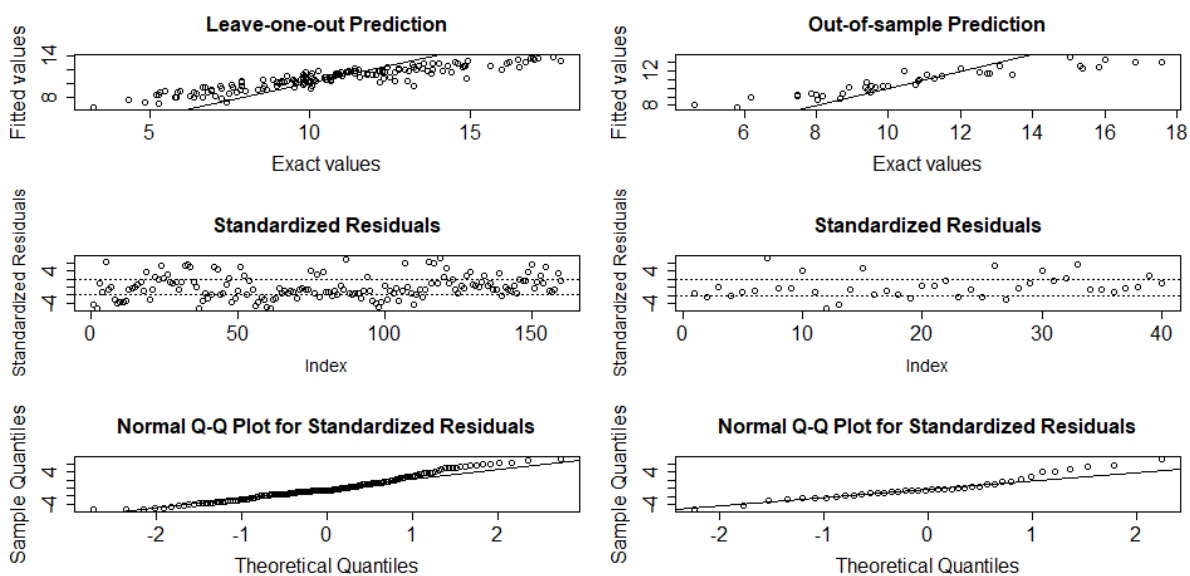 Leave-one-out Prediction
Fitted values
8 14
5 10 15
Exact values
Out-of-sample Prediction
Fitted values
8 12
6 8 10 12 14 16 18
Exact values
Standardized Residuals
Standardized Residuals
-4 4
0 50 100 150
Index
Standardized Residuals
Standardized Residuals
-4 4
0 10 20 30 40
Index
Normal Q-Q Plot for Standardized Residuals
Sample Quantiles
-4 4
-2 -1 0 1 2
Theoretical Quantiles
Normal Q-Q Plot for Standardized Residuals
Sample Quantiles
-4 4
-2 -1 0 1 2
Theoretical Quantiles